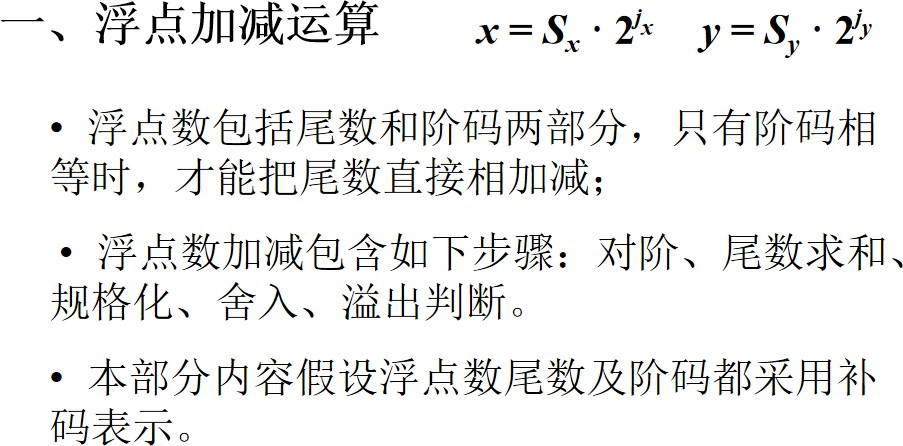 一、浮点加减运算 x = Sx · 2^jx y = Sy · 2^jy
• 浮点数包括尾数和阶码两部分，只有阶码相
等时，才能把尾数直接相加减；
• 浮点数加减包含如下步骤：对阶、尾数求和、
规格化、舍入、溢出判断。
• 本部分内容假设浮点数尾数及阶码都采用补
码表示。